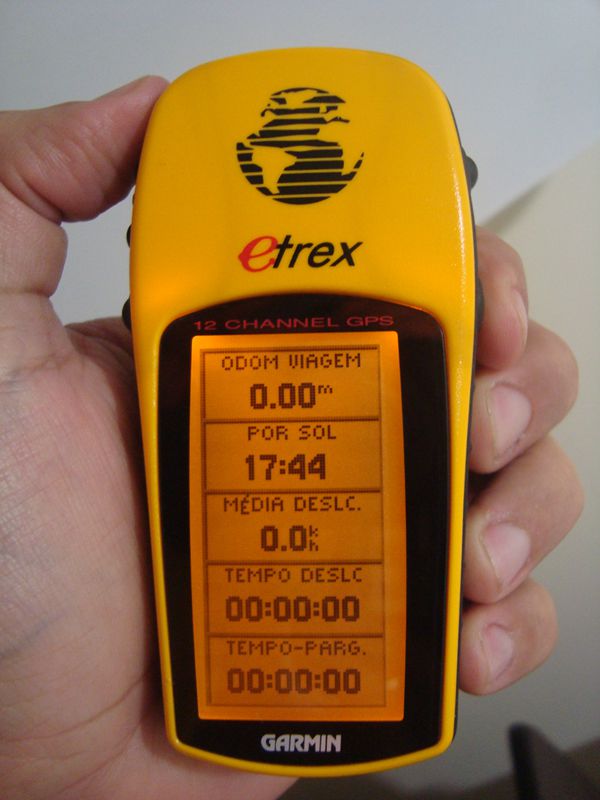 etrex
12 CHANNEL GPS
ODOM VIAGEM
0.00m
POR SOL
17:44
MÉDIA DESLC.
0.0kh
TEMPO DESLC
00:00:00
TEMPO-PARG.
00:00:00
GARMIN